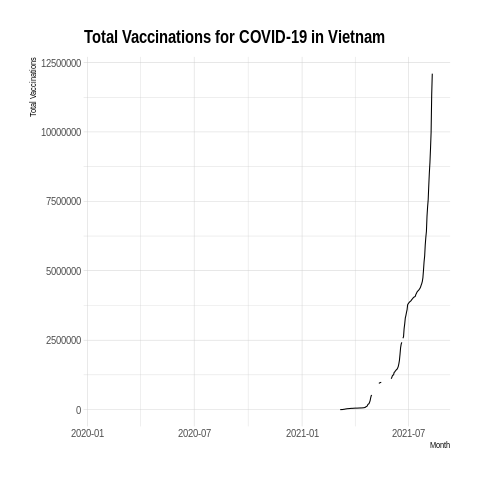 Total Vaccinations for COVID-19 in Vietnam
Total Vaccinations
12500000
10000000
7500000
5000000
2500000
0
2020-01 2020-07 2021-01 2021-07
Month